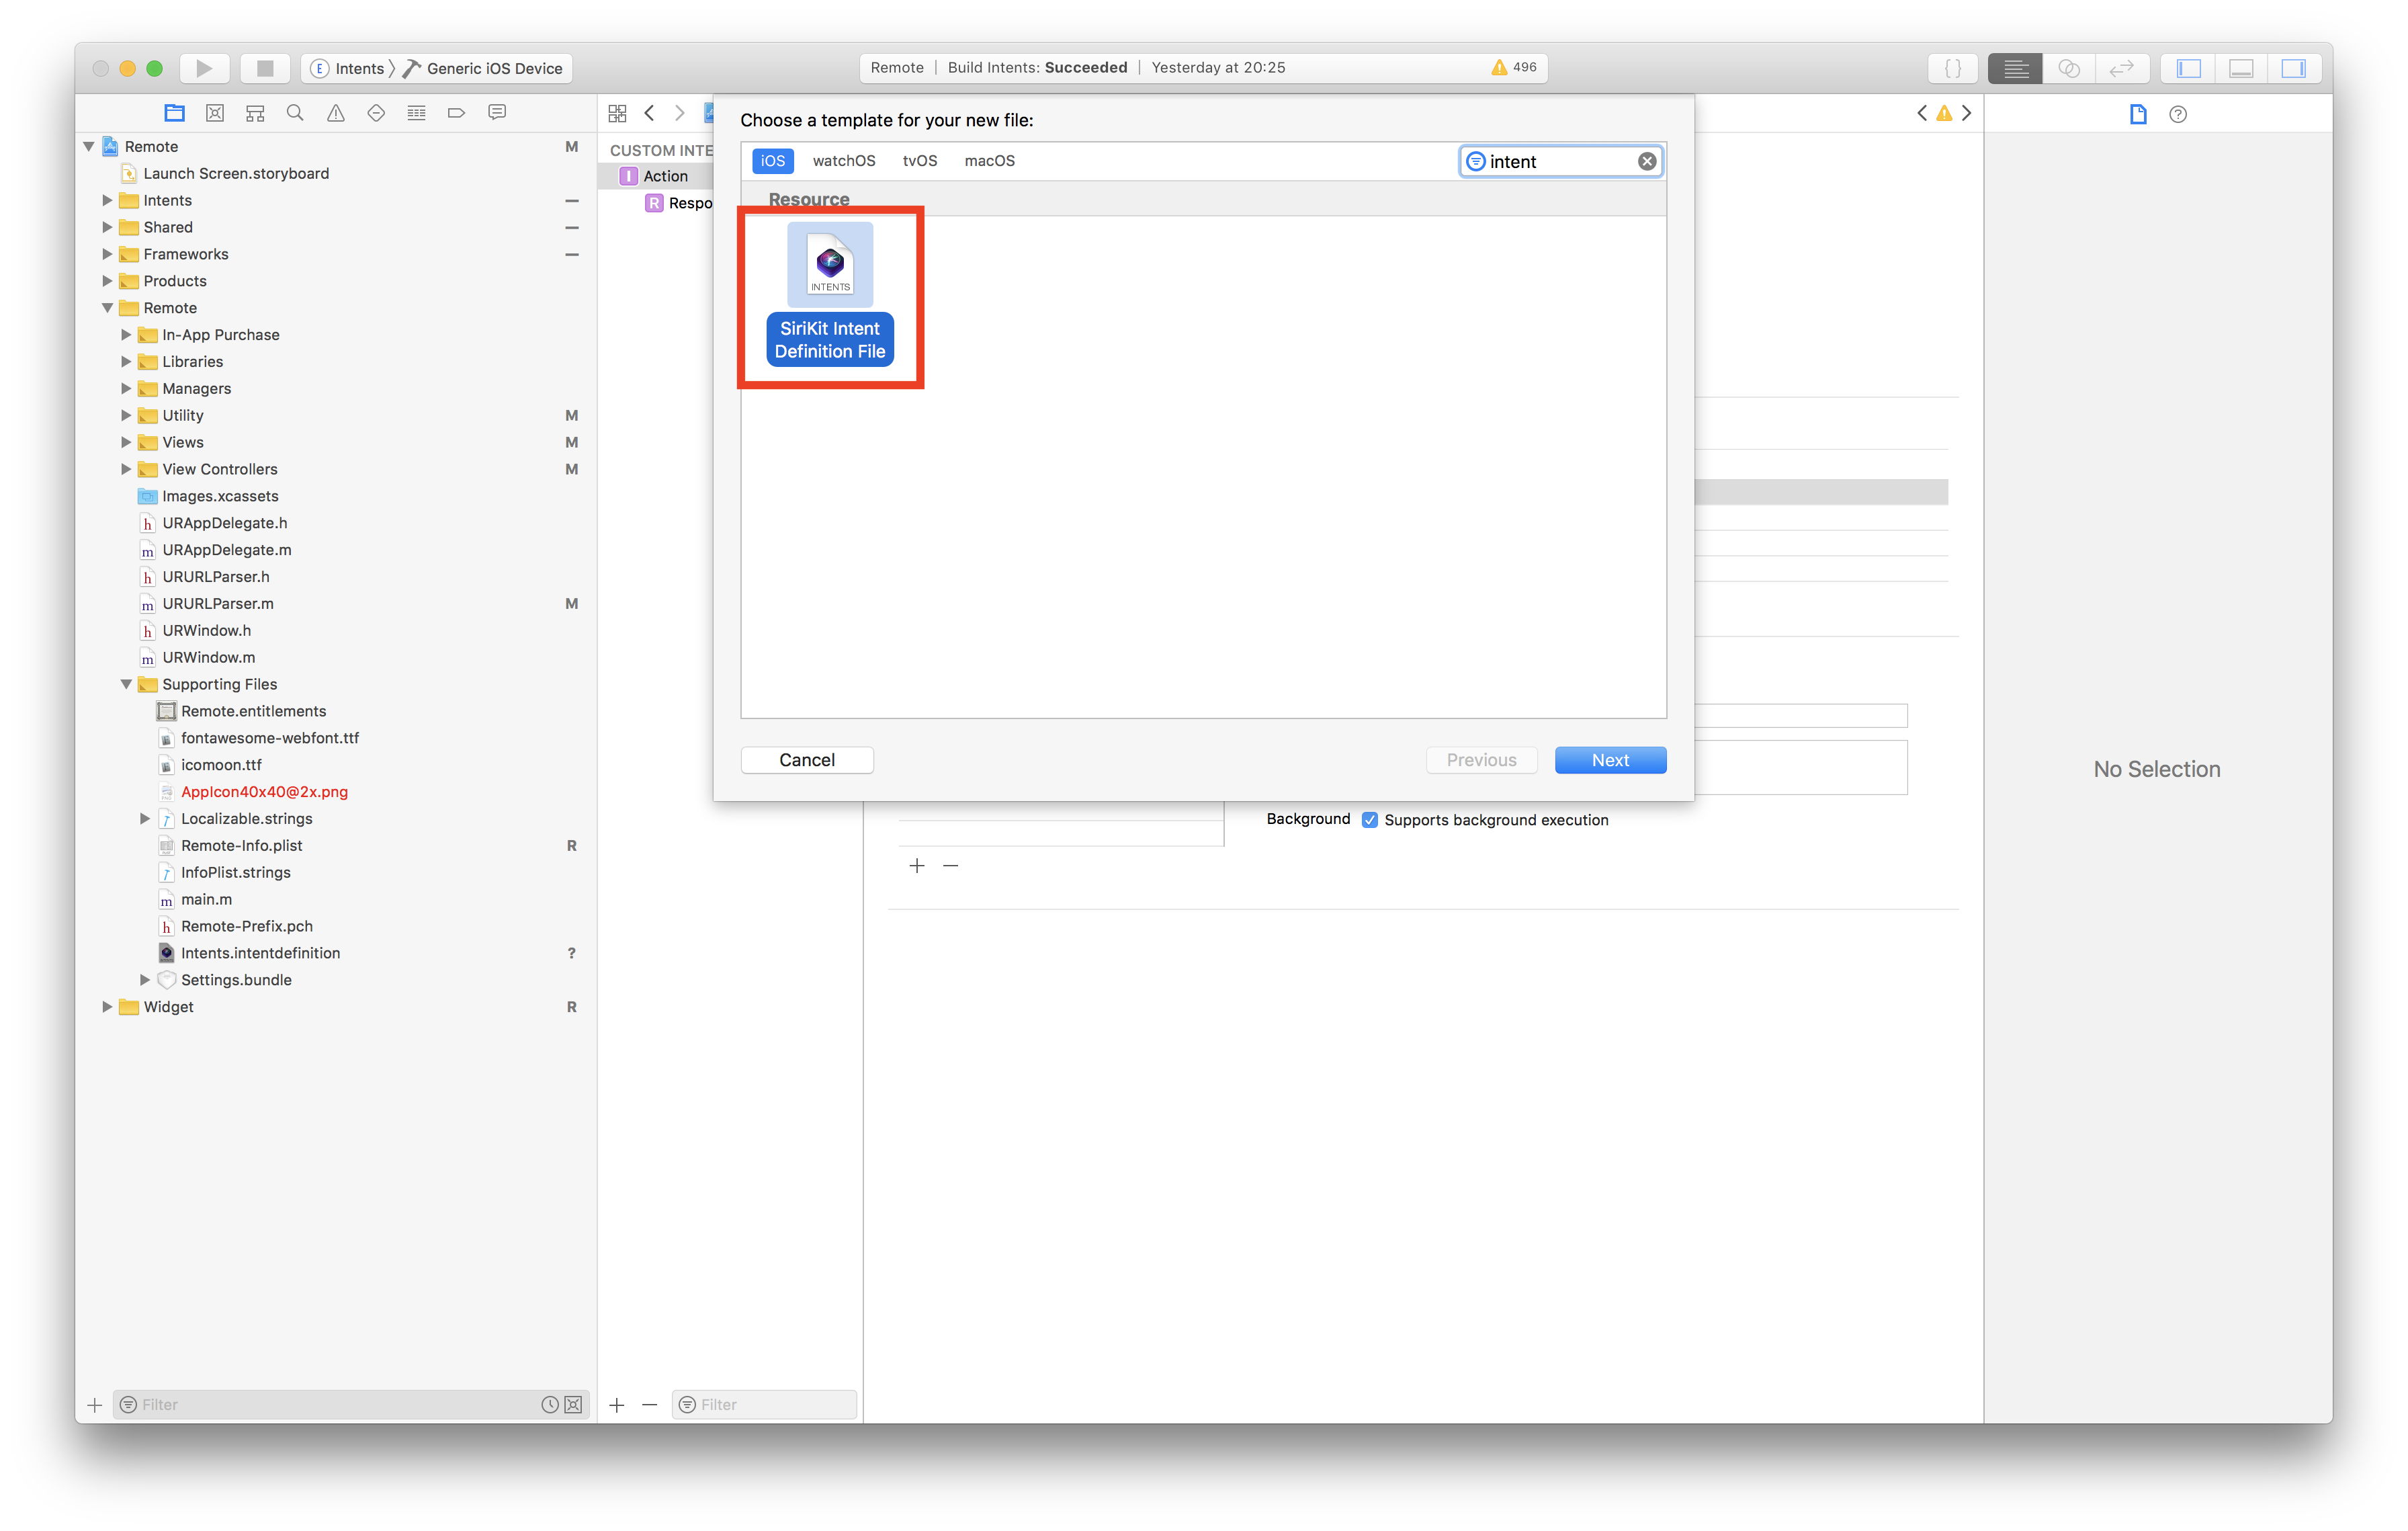 Intents 〉 Generic iOS Device
Remote | Build Intents: Succeeded | Yesterday at 20:25
496
{ }
Remote M
Launch Screen.storyboard
Intents
Shared
Frameworks
Products
Remote
In-App Purchase
Libraries
Managers
Utility M
Views M
View Controllers M
Images.xcassets
h URAppDelegate.h
m URAppDelegate.m
h URURLParser.h
m URURLParser.m M
h URWindow.h
m URWindow.m
Supporting Files
Remote.entitlements
fontawesome-webfont.ttf
icomoon.ttf
AppIcon40x40@2x.png
Localizable.strings
Remote-Info.plist R
InfoPlist.strings
m main.m
h Remote-Prefix.pch
Intents.intentdefinition ?
Settings.bundle
Widget R
Filter
CUSTOM INTE
I Action
R Respo
Filter
Choose a template for your new file:
iOS watchOS tvOS macOS
intent
Resource
INTENTS
SiriKit Intent
Definition File
Cancel
Previous
Next
Background Supports background execution
No Selection